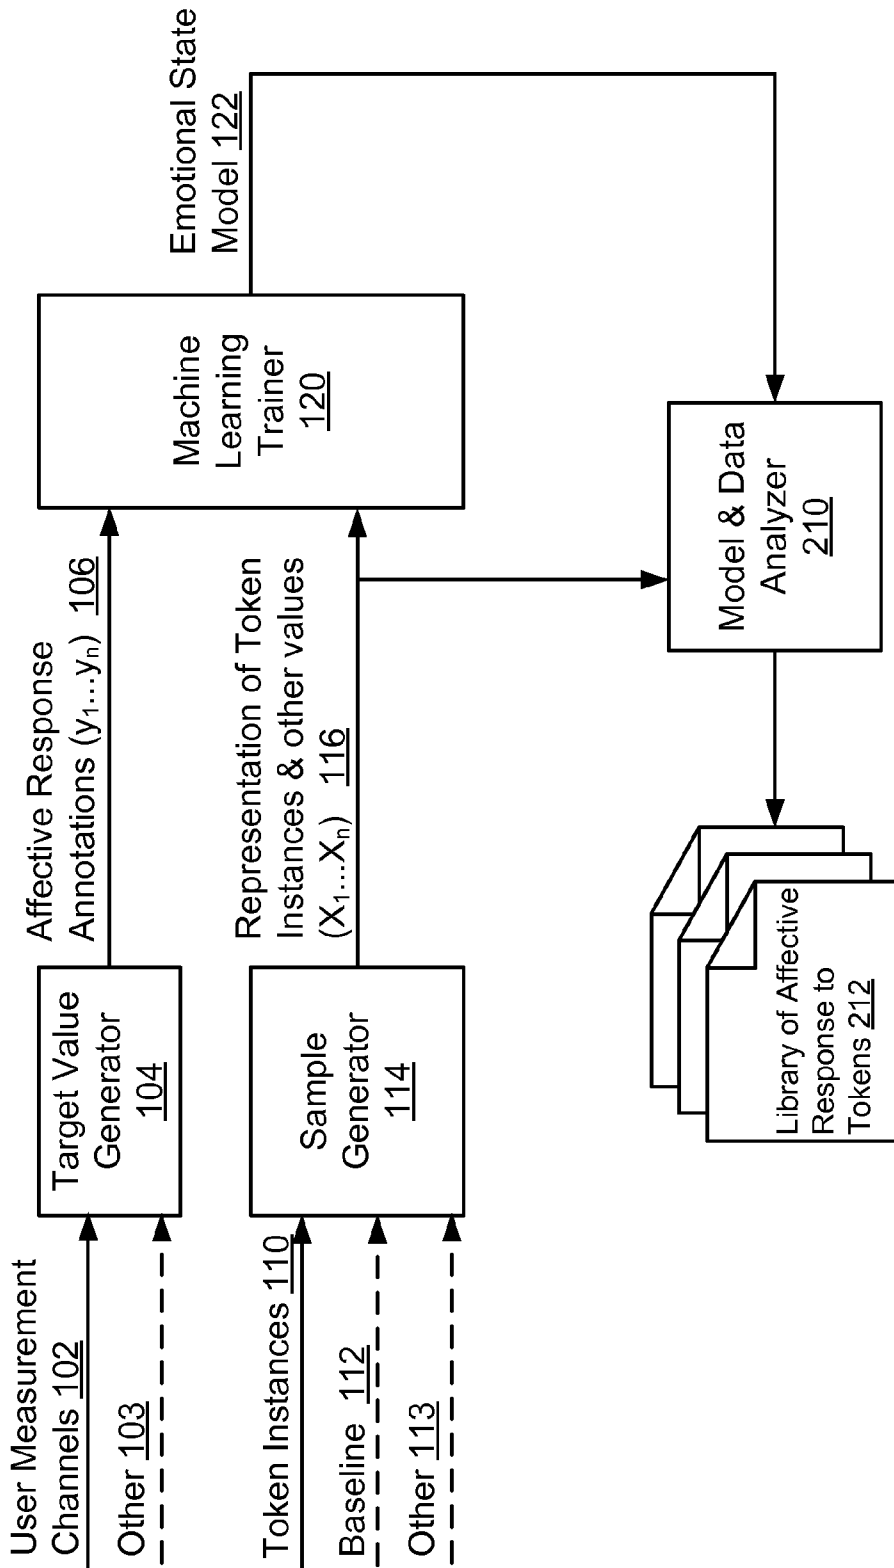 User Measurement
Channels 102
Other 103
Target Value
Generator
104
Affective Response
Annotations (y1...yn) 106
Token Instances 110
Baseline 112
Other 113
Sample
Generator
114
Representation of Token
Instances & other values
(X1...Xn) 116
Machine
Learning
Trainer
120
Emotional State
Model 122
Model & Data
Analyzer
210
Library of Affective
Response to
Tokens 212